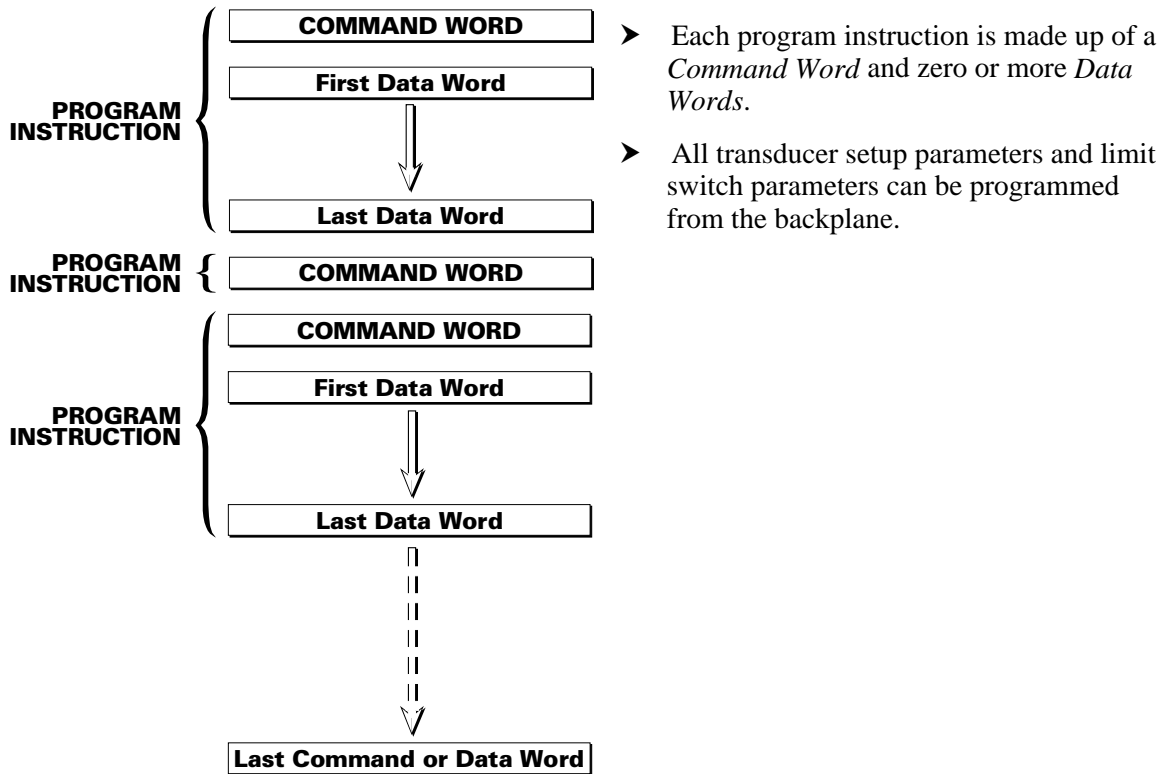 COMMAND WORD
First Data Word
PROGRAM
INSTRUCTION
Last Data Word
PROGRAM
INSTRUCTION
COMMAND WORD
COMMAND WORD
First Data Word
PROGRAM
INSTRUCTION
Last Data Word
Last Command or Data Word
➤ Each program instruction is made up of a
Command Word and zero or more Data
Words.
➤ All transducer setup parameters and limit
switch parameters can be programmed
from the backplane.